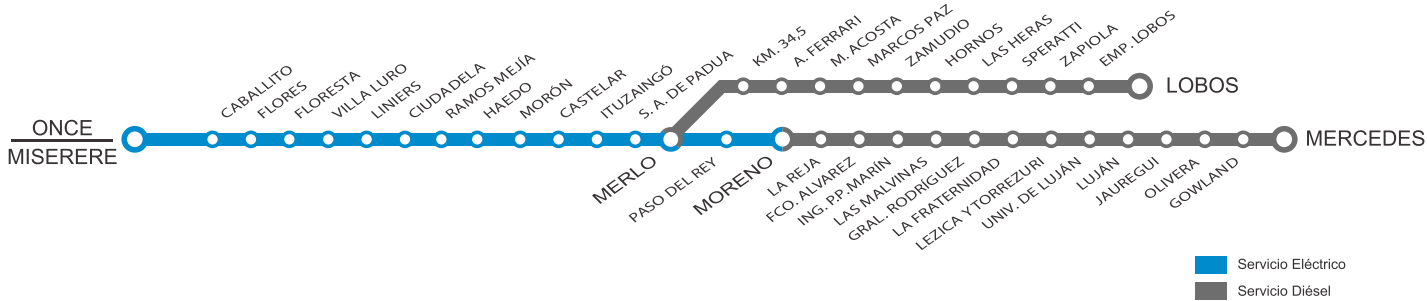 ONCE
MISERERE
CABALLITO
FLORES
FLORESTA
VILLA LURO
LINIERS
CIUDADELA
RAMOS MEJÍA
HAEDO
MORÓN
CASTELAR
ITUZAINGÓ
S. A. DE PADUA
MERLO
PASO DEL REY
MORENO
KM. 34,5
A. FERRARI
M. ACOSTA
MARCOS PAZ
ZAMUDIO
HORNOS
LAS HERAS
SPERATTI
ZAPIOLA
EMP. LOBOS
LOBOS
LA REJA
FCO. ALVAREZ
ING. P.P. MARÍN
LAS MALVINAS
GRAL. RODRÍGUEZ
LA FRATERNIDAD
LEZICA Y TORREZURI
UNIV. DE LUJÁN
LUJÁN
JAUREGUI
OLIVERA
GOWLAND
MERCEDES
Servicio Eléctrico
Servicio Diésel